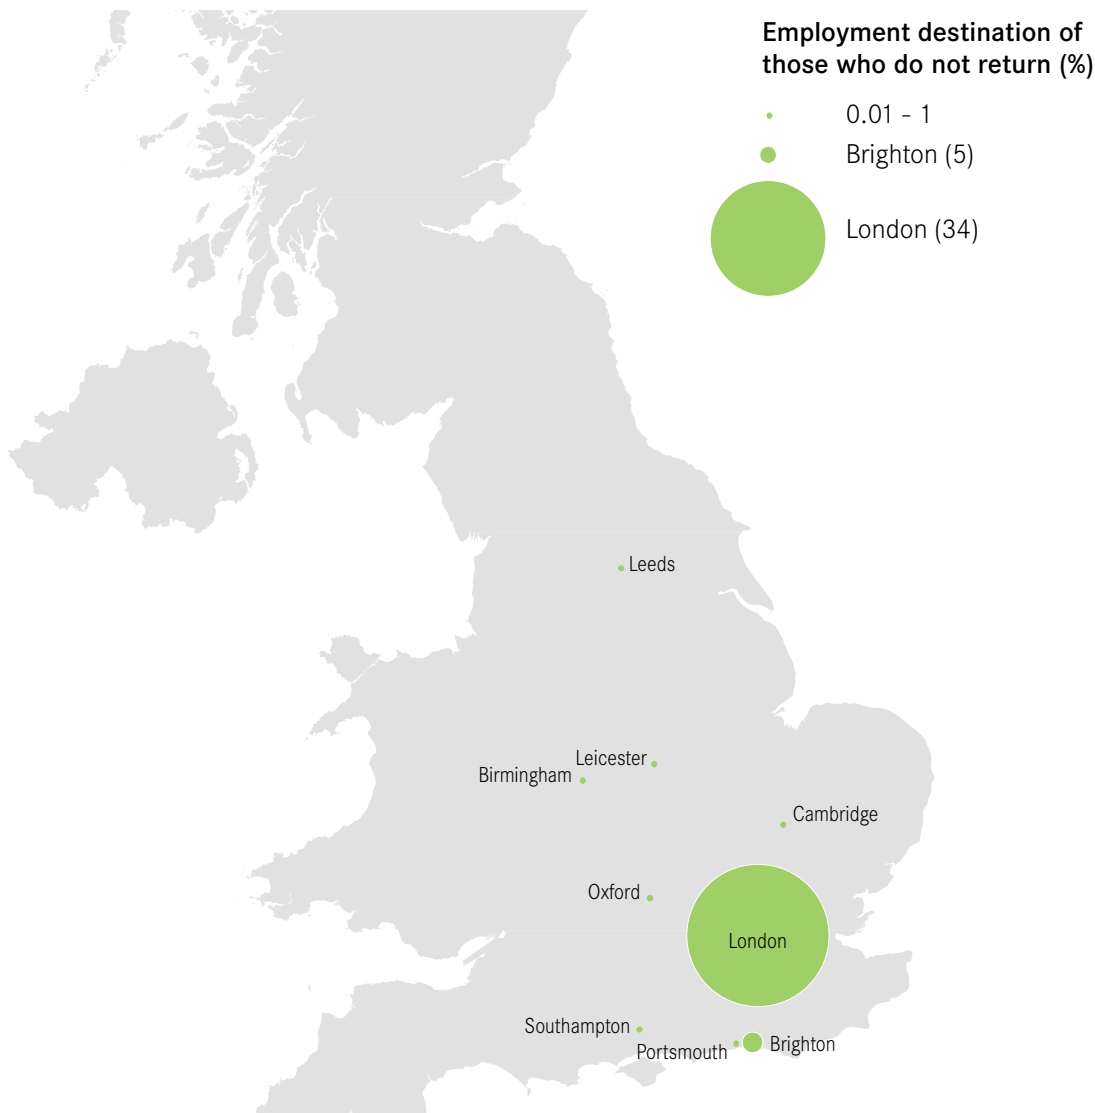 Employment destination of
those who do not return (%)
0.01 - 1
Brighton (5)
London (34)
Leeds
Leicester
Birmingham
Cambridge
Oxford
London
Southampton
Portsmouth
Brighton